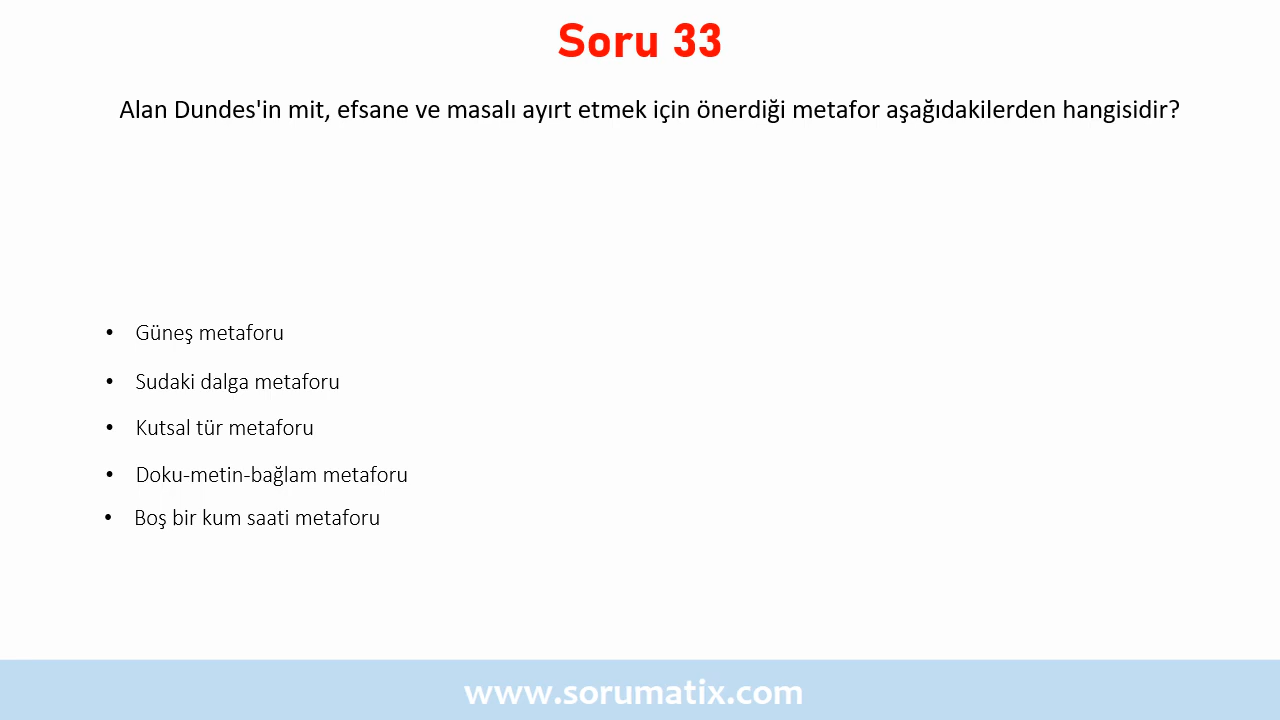 Soru 33
Alan Dundes'in mit, efsane ve masalı ayırt etmek için önerdiği metafor aşağıdakilerden hangisidir?
• Güneş metaforu
• Sudaki dalga metaforu
• Kutsal tür metaforu
• Doku-metin-bağlam metaforu
• Boş bir kum saati metaforu
www.sorumatix.com